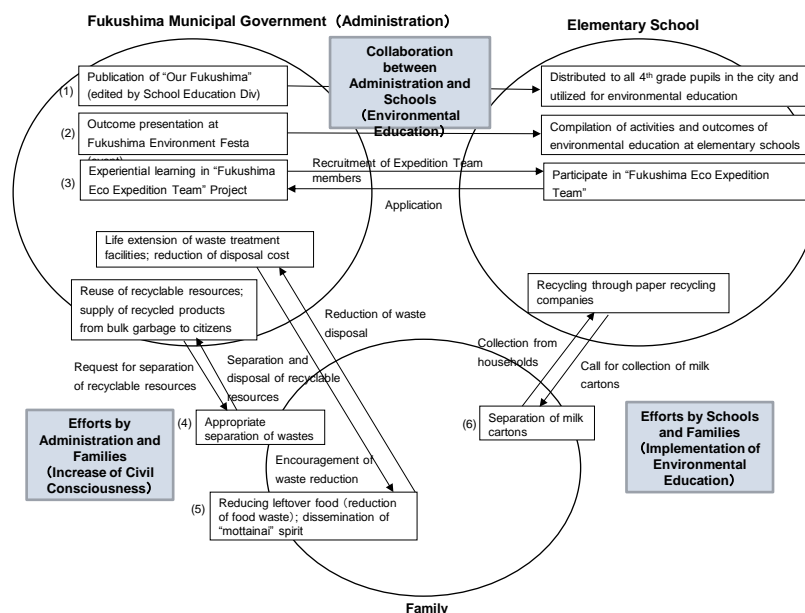 Fukushima Municipal Government (Administration)
Elementary School
Collaboration
between
Administration and
Schools
(Environmental
Education)
(1)
Publication of “Our Fukushima”
(edited by School Education Div)
Distributed to all 4th grade pupils in the city and
utilized for environmental education
(2)
Outcome presentation at
Fukushima Environment Festa
Compilation of activities and outcomes of
environmental education at elementary schools
(3)
Experiential learning in “Fukushima
Eco Expedition Team” Project
Recruitment of Expedition Team
members
Application
Participate in “Fukushima Eco Expedition
Team”
Life extension of waste treatment
facilities; reduction of disposal cost
Reuse of recyclable resources;
supply of recycled products
from bulk garbage to citizens
Reduction of waste
disposal
Recycling through paper recycling
companies
Request for separation
of recyclable resources
Separation and
disposal of recyclable
resources
Collection from
households
Call for collection of milk
cartons
Efforts by
Administration and
Families
(Increase of Civil
Consciousness)
(4)
Appropriate
separation of wastes
(6)
Separation of milk
cartons
Efforts by Schools
and Families
(Implementation of
Environmental
Education)
Encouragement of
waste reduction
(5)
Reducing leftover food (reduction
of food waste); dissemination of
“mottainai” spirit
Family